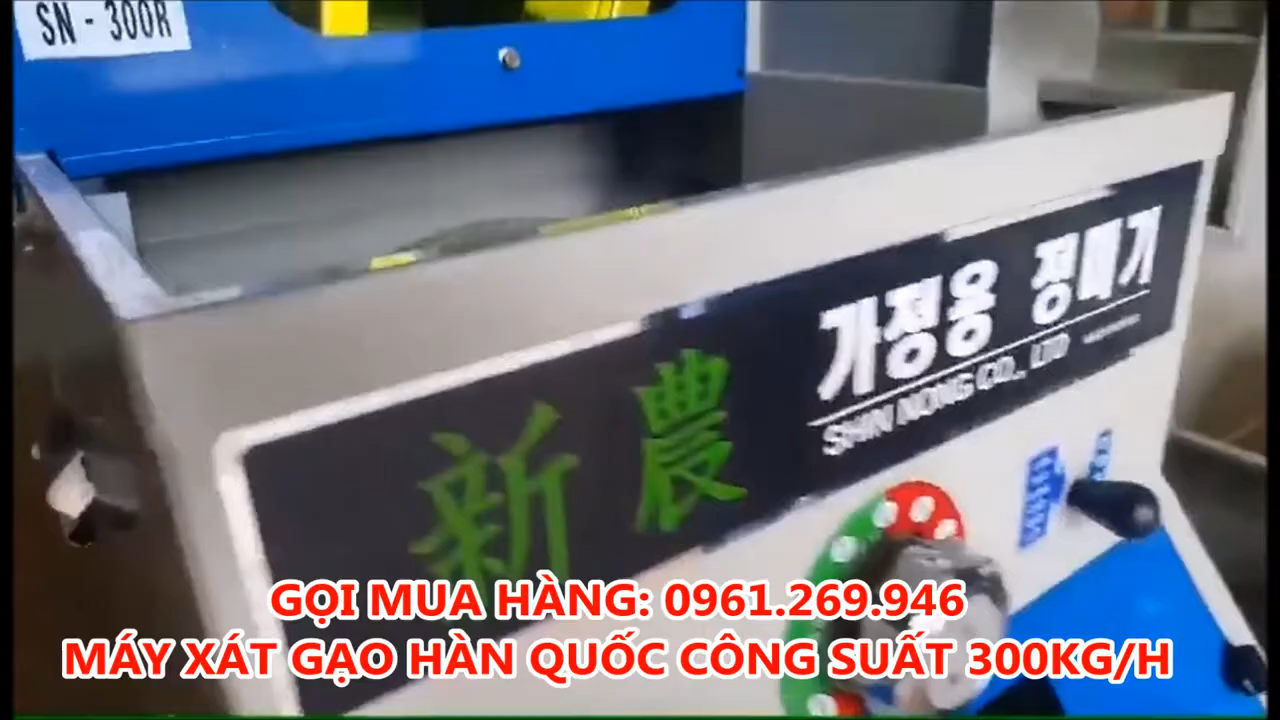 SN - 300R
가정용 정미기
SHIN NONG CO., LTD
新農
GỌI MUA HÀNG: 0961.269.946
MÁY XÁT GẠO HÀN QUỐC CÔNG SUẤT 300KG/H